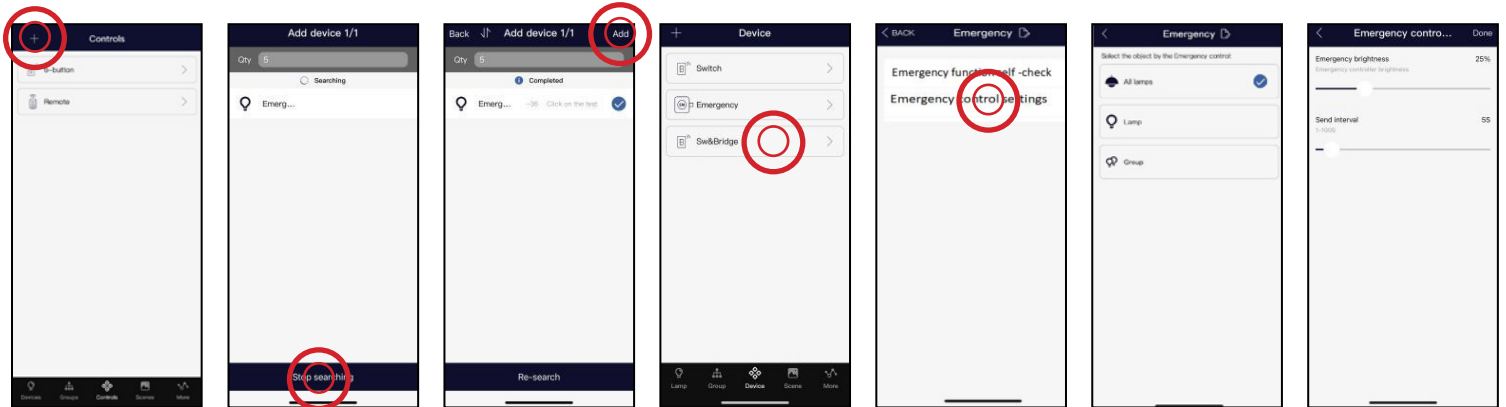 + Controls
5-button
Remote
Devices Groups Controls Scenes More
Add device 1/1
Qty 5
Searching
Emerg...
Stop searching
Back Add device 1/1 Add
Qty 5
Completed
Emerg... -38 Click on the test
Re-search
+ Device
Switch
Emergency
Sw&Bridge
Lamp Group Device Scene More
< BACK Emergency
Emergency function self -check
Emergency control settings
< Emergency
Select the object by the Emergency control.
All lamps
Lamp
Group
< Emergency contro... Done
Emergency brightness 25%
Emergency controller brightness
Send interval 55
1-100S